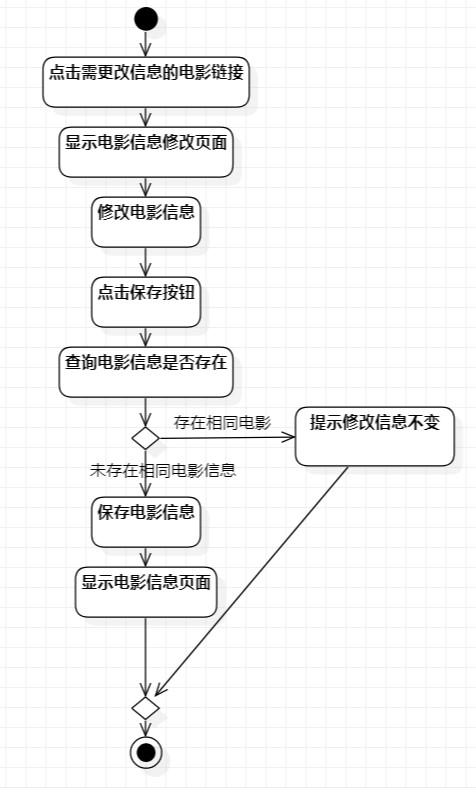 点击需更改信息的电影链接
显示电影信息修改页面
修改电影信息
点击保存按钮
查询电影信息是否存在
存在相同电影
提示修改信息不变
未存在相同电影信息
保存电影信息
显示电影信息页面